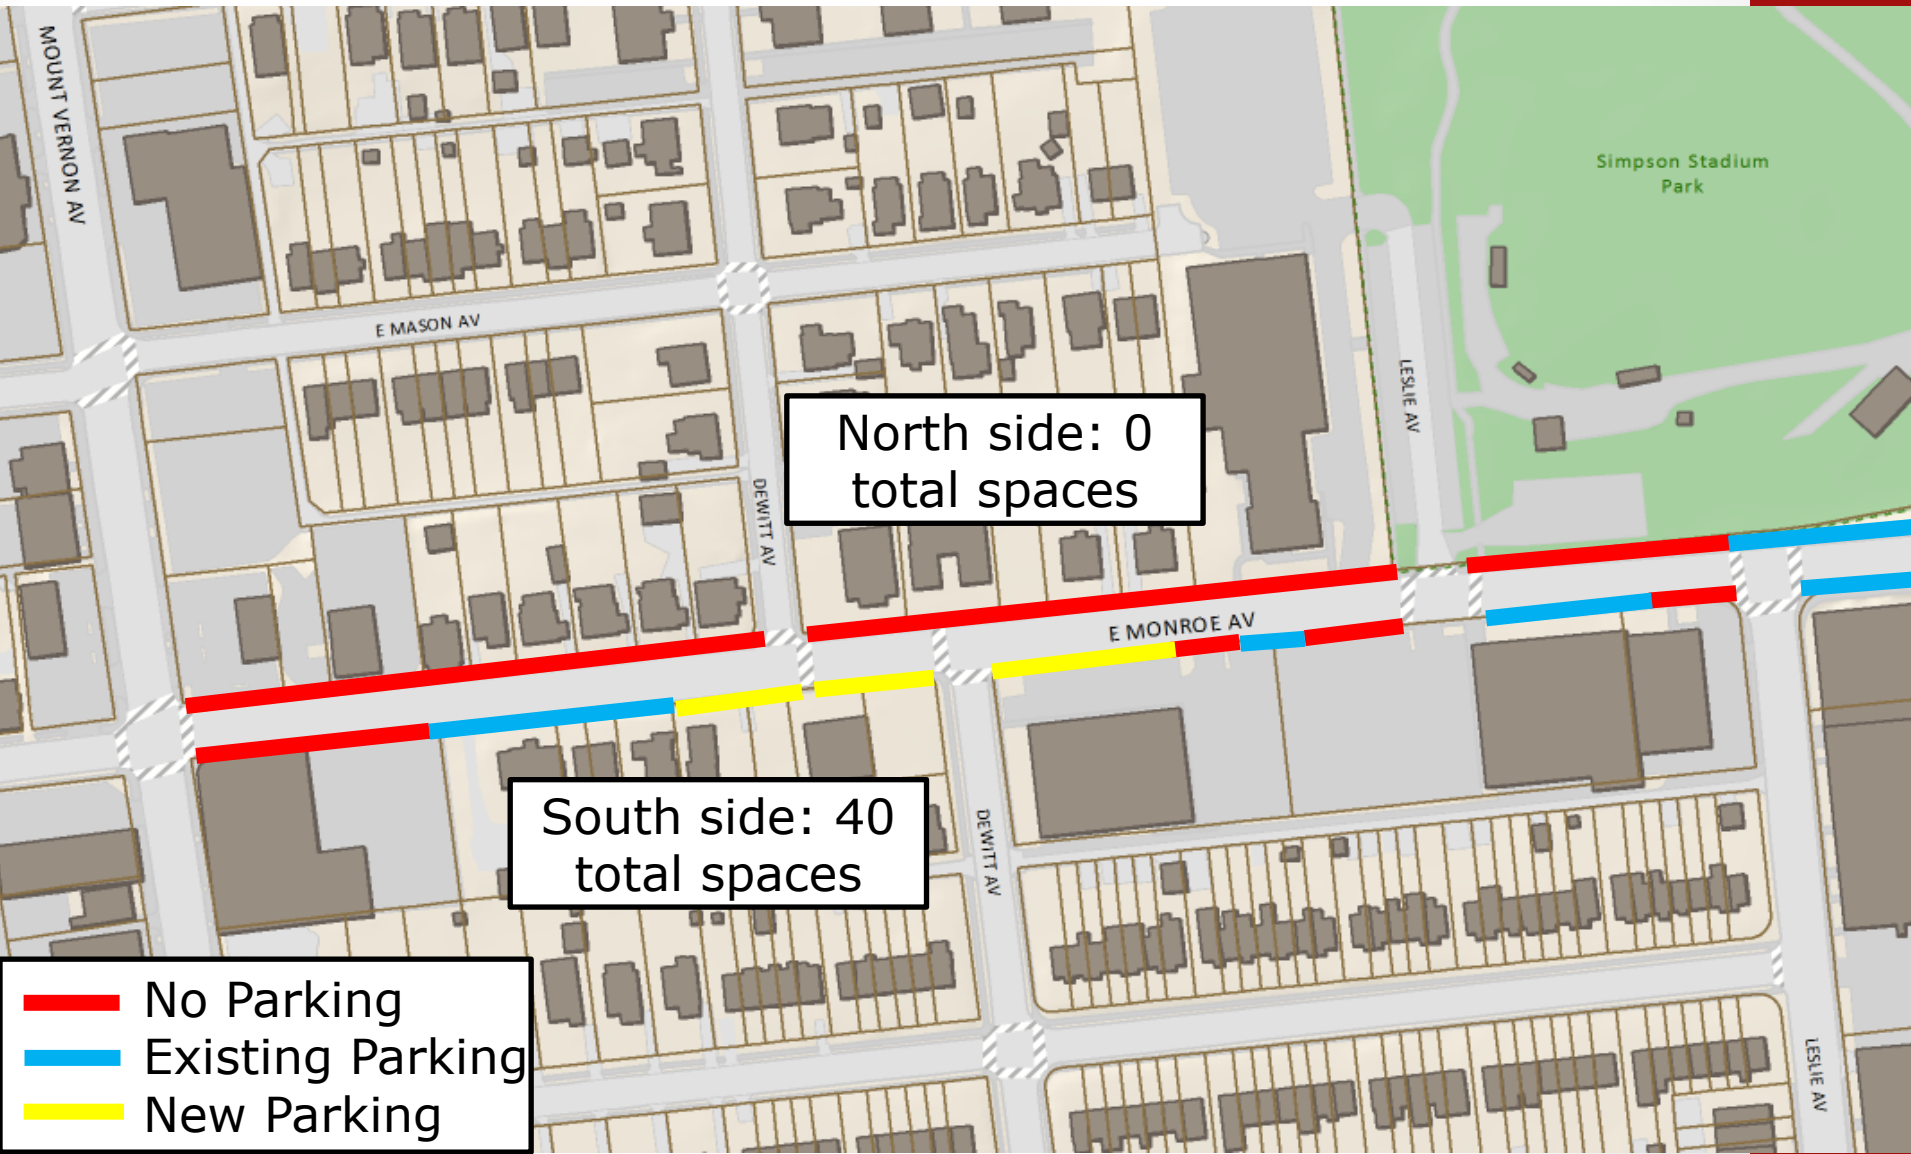 MOUNT VERNON AV
Simpson Stadium
Park
E MASON AV
LESLIE AV
North side: 0
total spaces
DEWITT AV
E MONROE AV
South side: 40
total spaces
DEWITT AV
No Parking
Existing Parking
New Parking
LESLIE AV